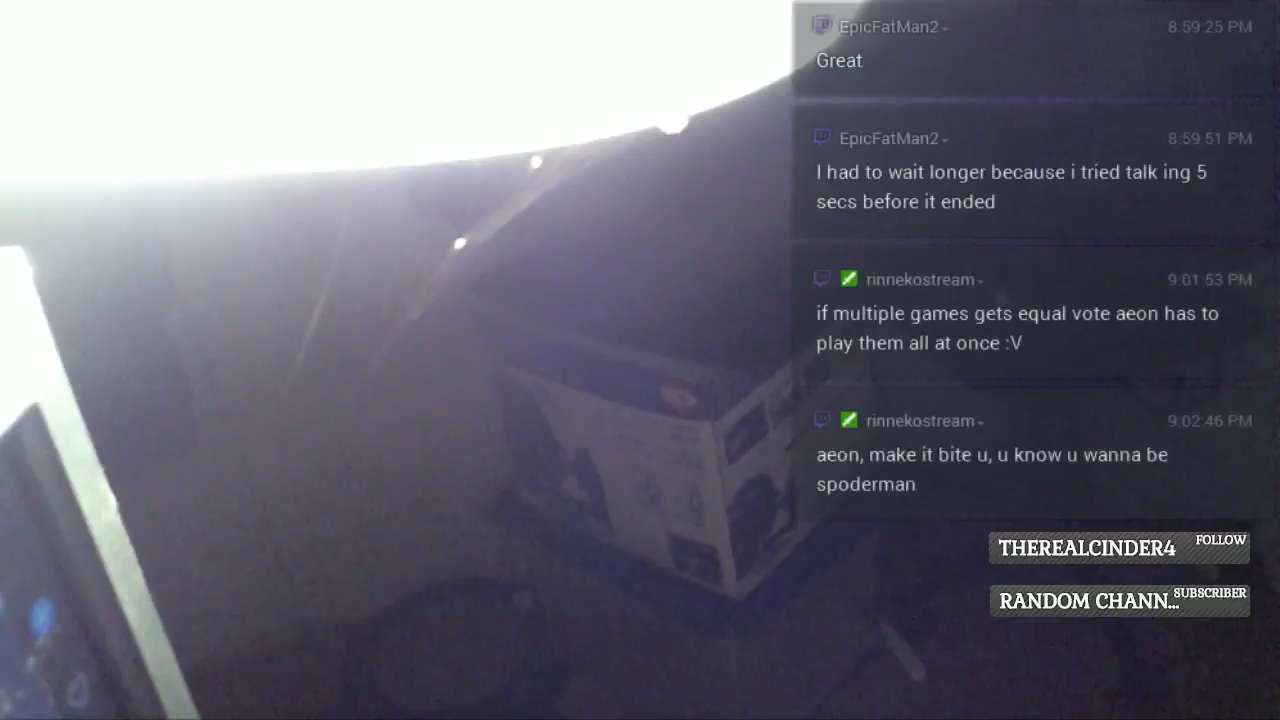 EpicFatMan2 8:59:25 PM
Great
EpicFatMan2 8:59:51 PM
I had to wait longer because i tried talk ing 5
secs before it ended
rinnekostream 9:01:53 PM
if multiple games gets equal vote aeon has to
play them all at once :V
rinnekostream 9:02:46 PM
aeon, make it bite u, u know u wanna be
spoderman
THEREALCINDER4 FOLLOW
RANDOM CHANN... SUBSCRIBER